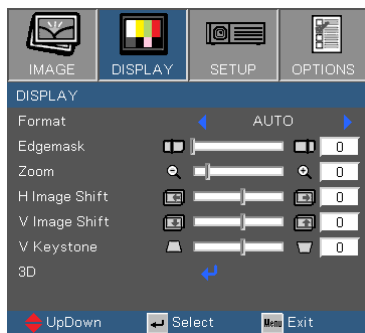 IMAGE DISPLAY SETUP OPTIONS
DISPLAY
Format AUTO
Edgemask 0
Zoom 0
H Image Shift 0
V Image Shift 0
V Keystone 0
3D
UpDown Select Menu Exit